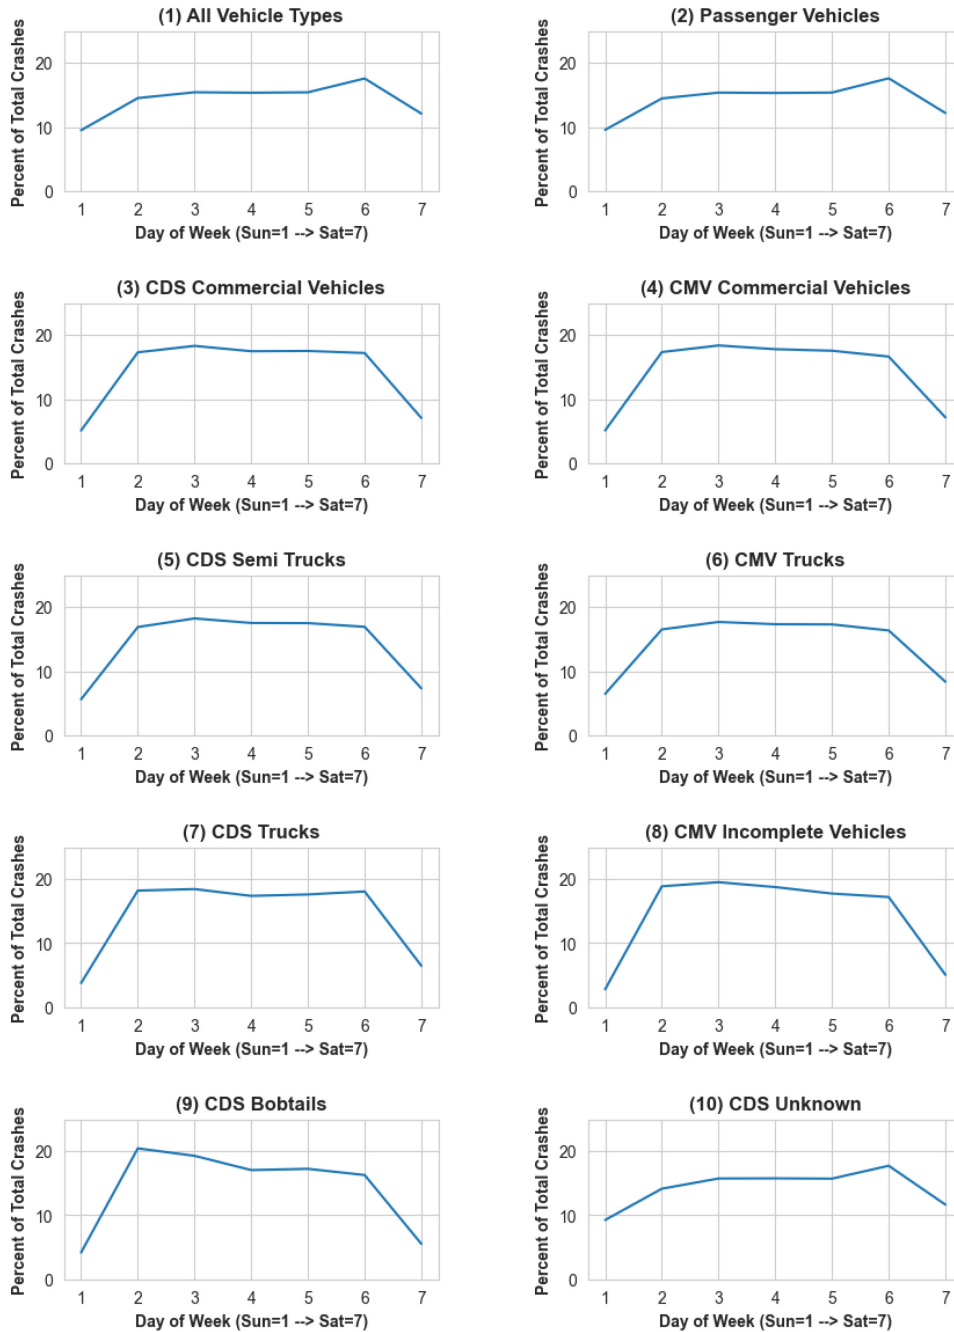 (1) All Vehicle Types
Percent of Total Crashes
20
10
0
1 2 3 4 5 6 7
Day of Week (Sun=1 --> Sat=7)
(2) Passenger Vehicles
Percent of Total Crashes
20
10
0
1 2 3 4 5 6 7
Day of Week (Sun=1 --> Sat=7)
(3) CDS Commercial Vehicles
Percent of Total Crashes
20
10
0
1 2 3 4 5 6 7
Day of Week (Sun=1 --> Sat=7)
(4) CMV Commercial Vehicles
Percent of Total Crashes
20
10
0
1 2 3 4 5 6 7
Day of Week (Sun=1 --> Sat=7)
(5) CDS Semi Trucks
Percent of Total Crashes
20
10
0
1 2 3 4 5 6 7
Day of Week (Sun=1 --> Sat=7)
(6) CMV Trucks
Percent of Total Crashes
20
10
0
1 2 3 4 5 6 7
Day of Week (Sun=1 --> Sat=7)
(7) CDS Trucks
Percent of Total Crashes
20
10
0
1 2 3 4 5 6 7
Day of Week (Sun=1 --> Sat=7)
(8) CMV Incomplete Vehicles
Percent of Total Crashes
20
10
0
1 2 3 4 5 6 7
Day of Week (Sun=1 --> Sat=7)
(9) CDS Bobtails
Percent of Total Crashes
20
10
0
1 2 3 4 5 6 7
Day of Week (Sun=1 --> Sat=7)
(10) CDS Unknown
Percent of Total Crashes
20
10
0
1 2 3 4 5 6 7
Day of Week (Sun=1 --> Sat=7)